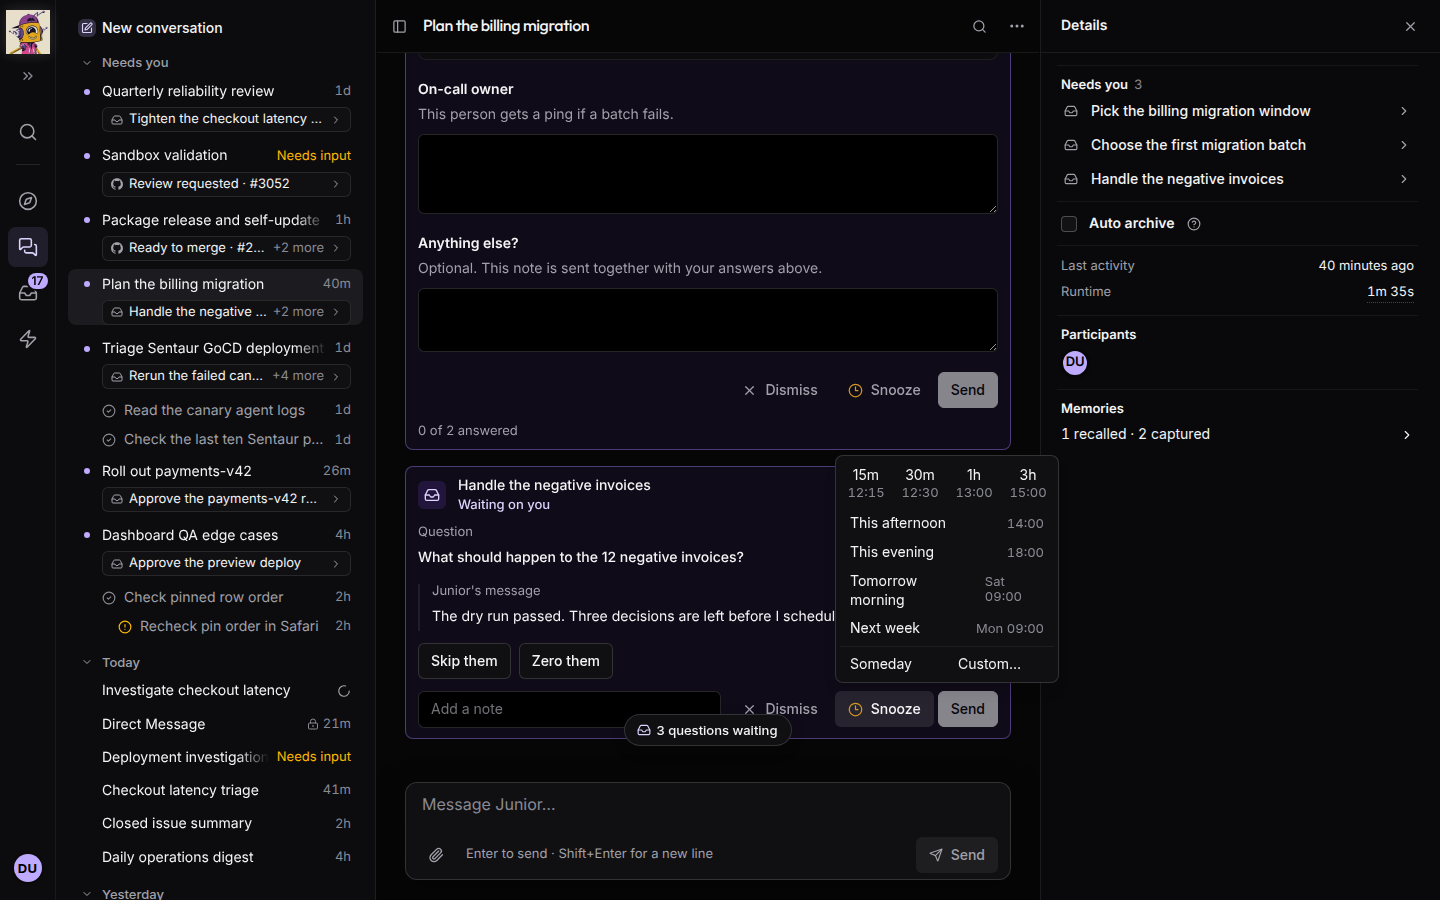 New conversation
Needs you
Quarterly reliability review 1d
Tighten the checkout latency ...
Sandbox validation Needs input
Review requested · #3052
Package release and self-update 1h
Ready to merge · #2... +2 more
Plan the billing migration 40m
Handle the negative ... +2 more
Triage Sentaur GoCD deployment 1d
Rerun the failed can... +4 more
Read the canary agent logs 1d
Check the last ten Sentaur p... 1d
Roll out payments-v42 26m
Approve the payments-v42 r...
Dashboard QA edge cases 4h
Approve the preview deploy
Check pinned row order 2h
Recheck pin order in Safari 2h
Today
Investigate checkout latency
Direct Message 21m
Deployment investigation Needs input
Checkout latency triage 41m
Closed issue summary 2h
Daily operations digest 4h
Yesterday
17
DU
Plan the billing migration
On-call owner
This person gets a ping if a batch fails.
Anything else?
Optional. This note is sent together with your answers above.
Dismiss Snooze Send
0 of 2 answered
Handle the negative invoices
Waiting on you
Question
What should happen to the 12 negative invoices?
Junior's message
The dry run passed. Three decisions are left before I schedul
Skip them Zero them
Add a note Dismiss Snooze Send
3 questions waiting
15m 30m 1h 3h
12:15 12:30 13:00 15:00
This afternoon 14:00
This evening 18:00
Tomorrow morning Sat 09:00
Next week Mon 09:00
Someday Custom...
Message Junior...
Enter to send · Shift+Enter for a new line Send
Details
Needs you 3
Pick the billing migration window
Choose the first migration batch
Handle the negative invoices
Auto archive
Last activity 40 minutes ago
Runtime 1m 35s
Participants
DU
Memories
1 recalled · 2 captured